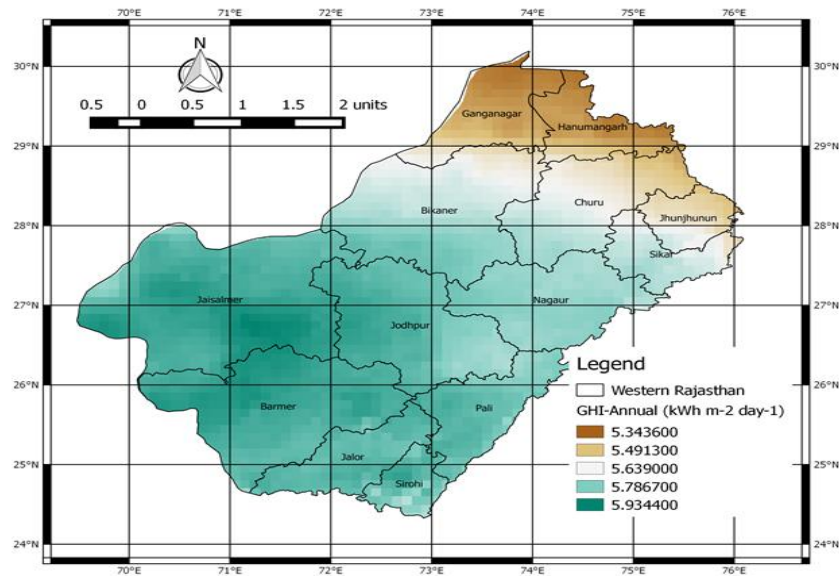 70°E 71°E 72°E 73°E 74°E 75°E 76°E
N
30°N 30°N
0.5 0 0.5 1 1.5 2 units
Ganganagar
Hanumangarh
29°N 29°N
Churu
Bikaner
Jhunjhunun
28°N 28°N
Sikar
Jaisalmer
Nagaur
27°N 27°N
Jodhpur
Legend
26°N 26°N
Western Rajasthan
Barmer
Pali
GHI-Annual (kWh m-2 day-1)
5.343600
5.491300
25°N 25°N
Jalor
5.639000
Sirohi
5.786700
5.934400
24°N 24°N
70°E 71°E 72°E 73°E 74°E 75°E 76°E